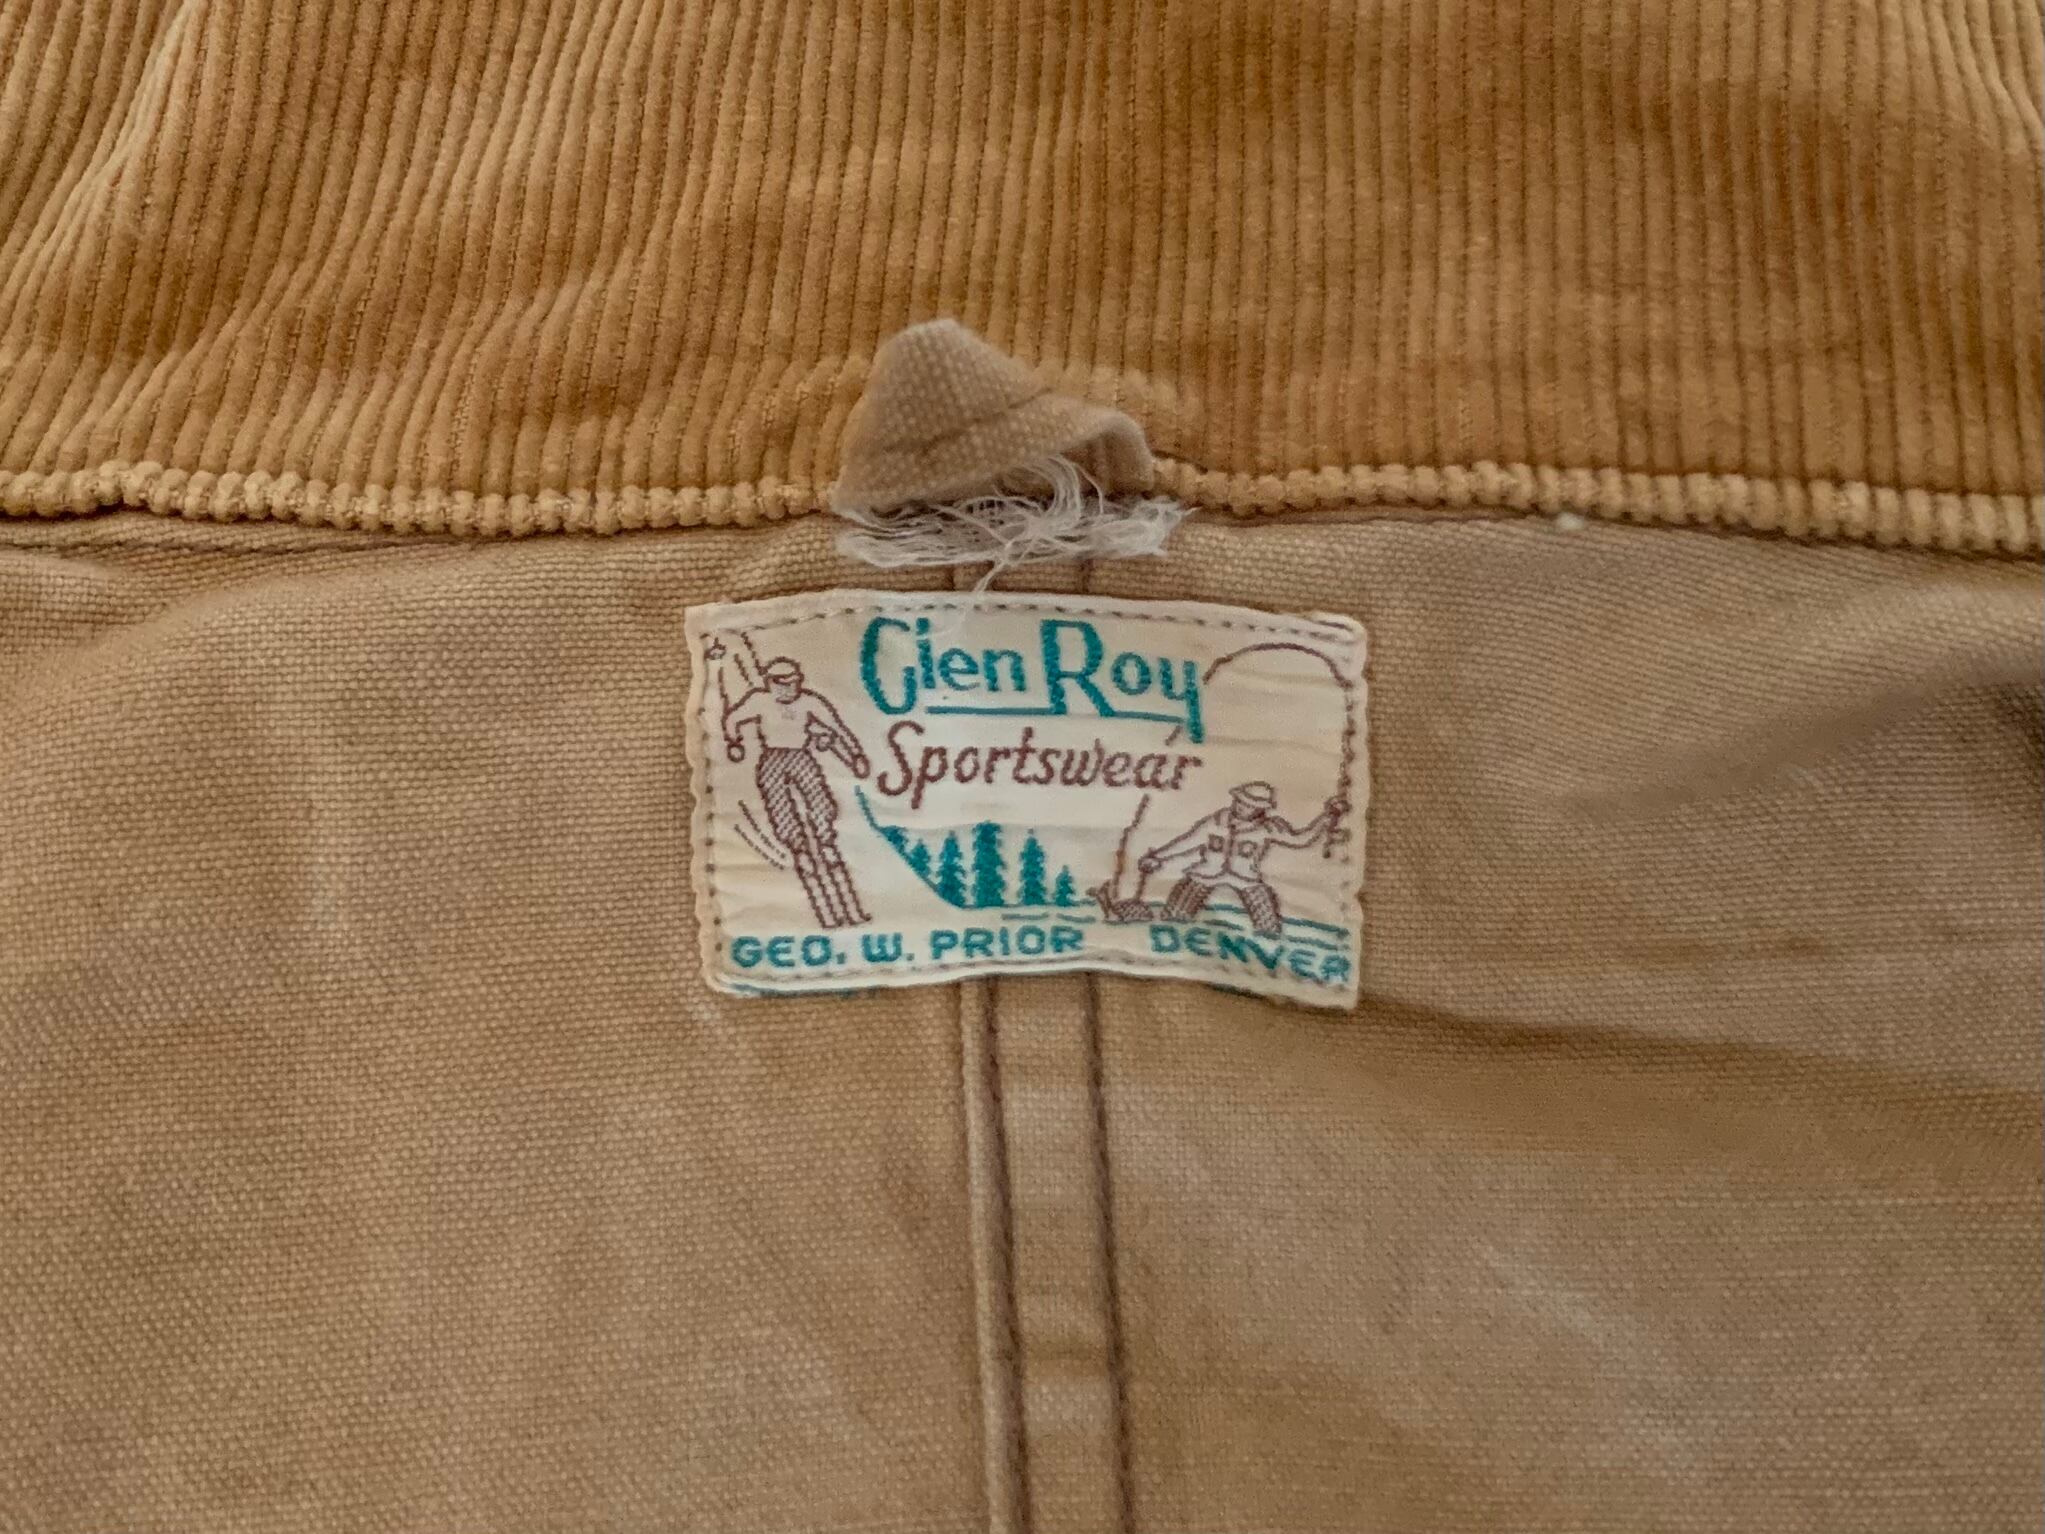 Glen Roy
Sportswear
GEO. W. PRIOR DENVER